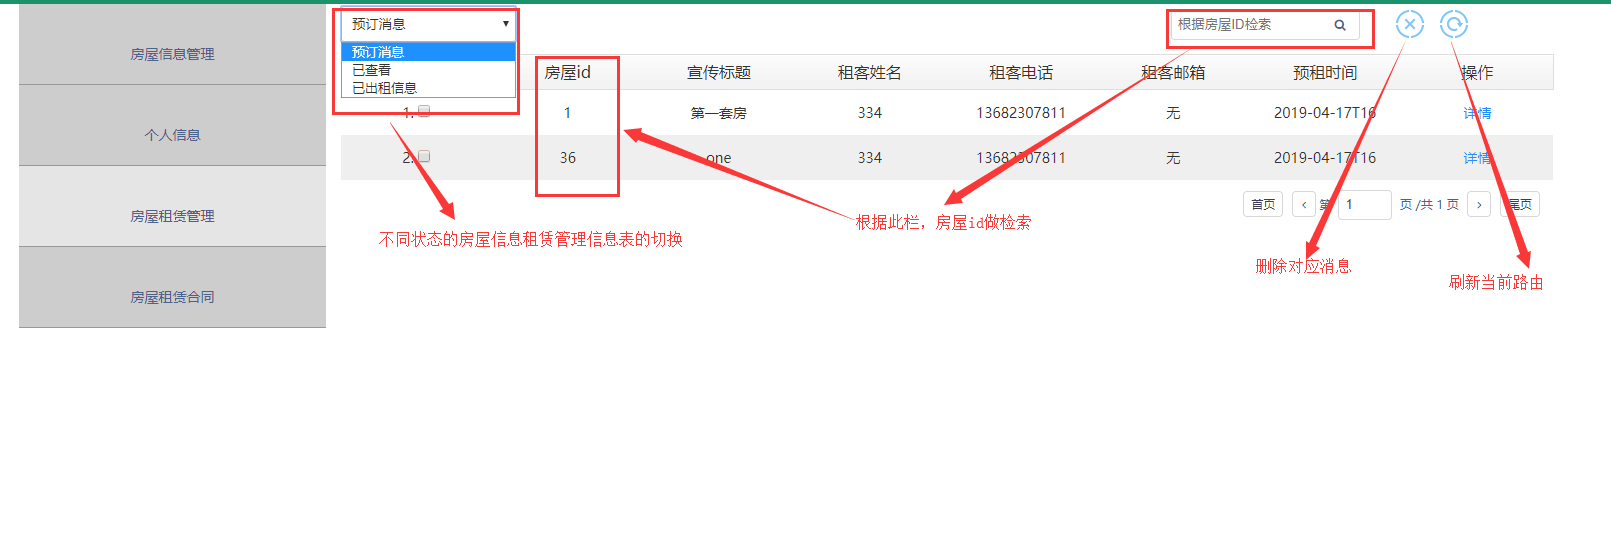 房屋信息管理
个人信息
房屋租赁管理
房屋租赁合同
预订消息
预订消息
已查看
已出租信息
根据房屋ID检索
房屋id 宣传标题 租客姓名 租客电话 租客邮箱 预租时间 操作
1. 1 第一套房 334 13682307811 无 2019-04-17T16 详情
2. 36 one 334 13682307811 无 2019-04-17T16 详情
首页 ‹ 第 1 页 /共 1 页 › 尾页
不同状态的房屋信息租赁管理信息表的切换
根据此栏，房屋id做检索
删除对应消息
刷新当前路由